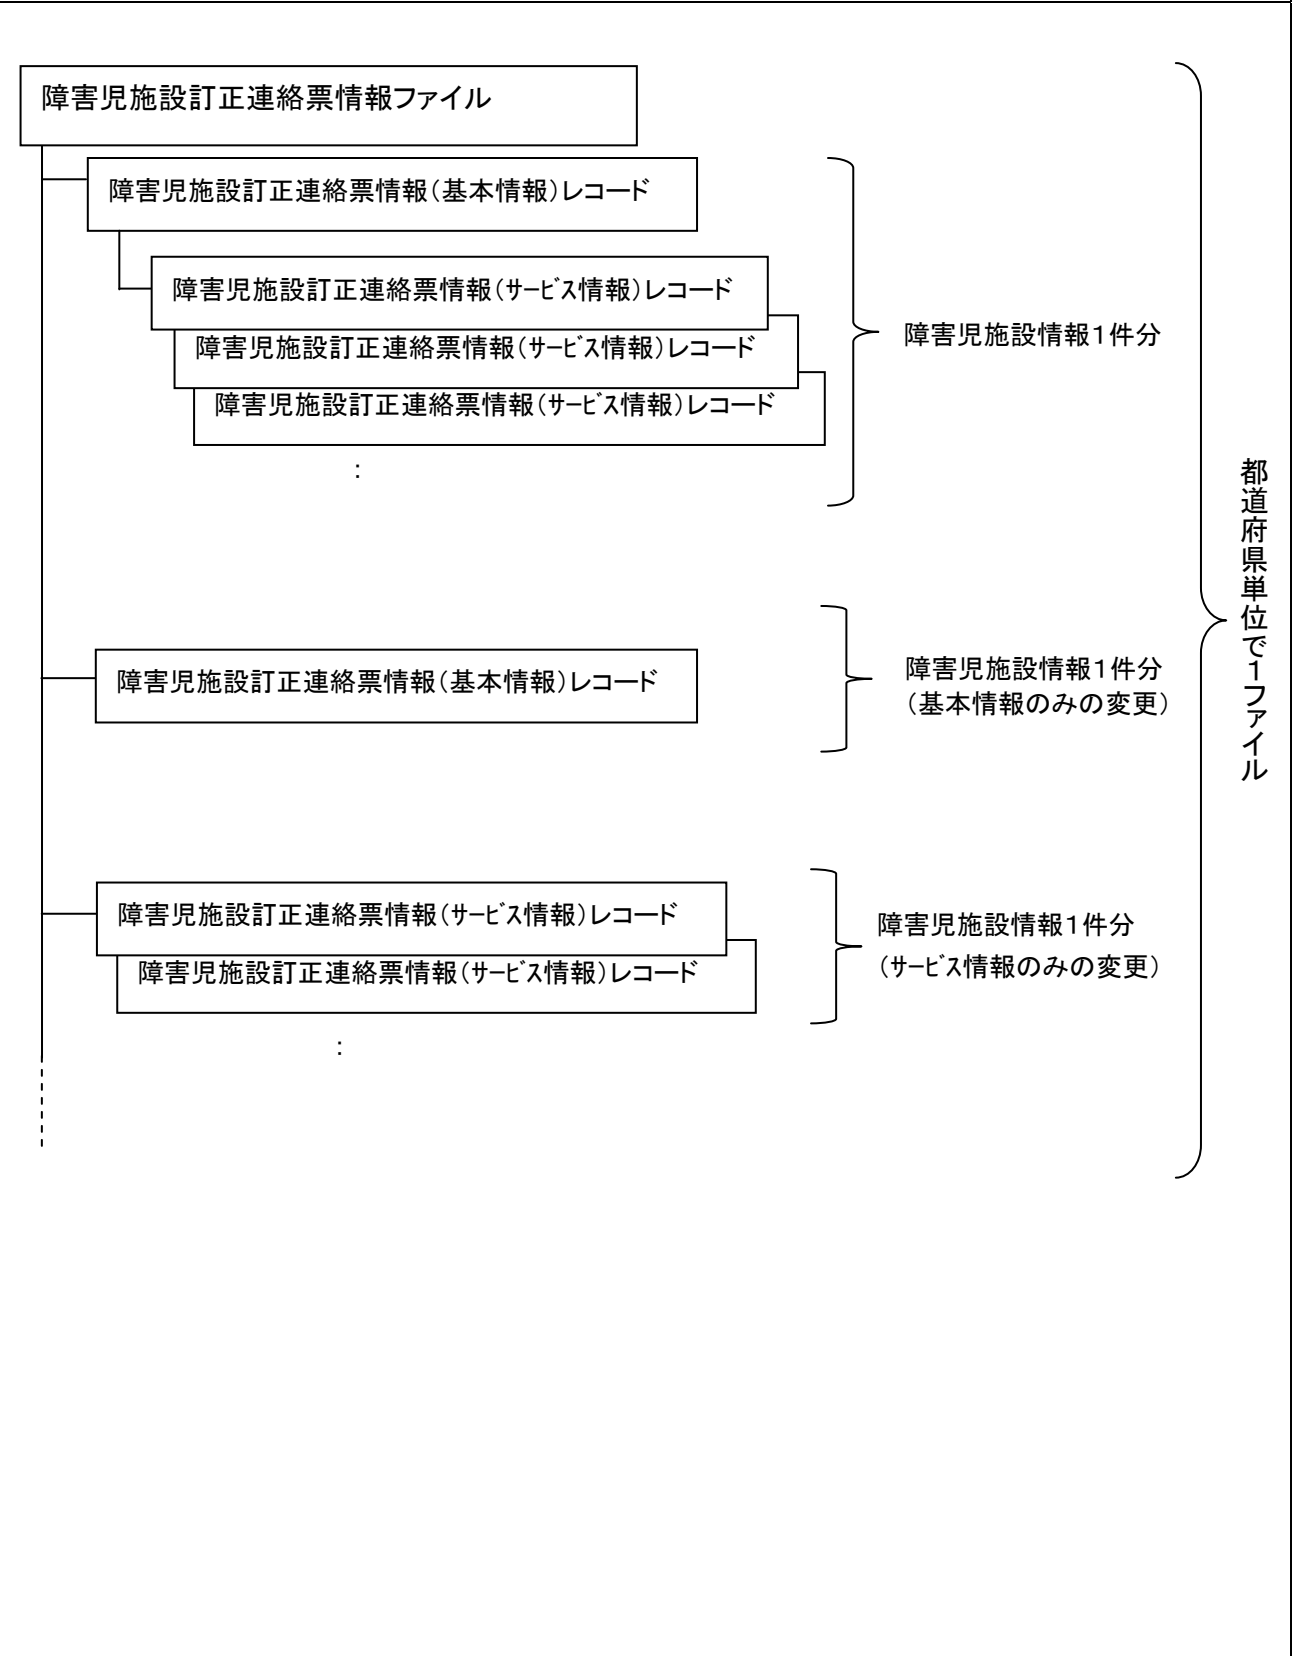 障害児施設訂正連絡票情報ファイル
障害児施設訂正連絡票情報（基本情報）レコード
障害児施設訂正連絡票情報（ｻｰﾋﾞｽ情報）レコード
障害児施設訂正連絡票情報（ｻｰﾋﾞｽ情報）レコード
障害児施設訂正連絡票情報（ｻｰﾋﾞｽ情報）レコード
：
障害児施設情報１件分
障害児施設訂正連絡票情報（基本情報）レコード
障害児施設情報１件分
（基本情報のみの変更）
障害児施設訂正連絡票情報（ｻｰﾋﾞｽ情報）レコード
障害児施設訂正連絡票情報（ｻｰﾋﾞｽ情報）レコード
：
障害児施設情報１件分
（ｻｰﾋﾞｽ情報のみの変更）
都道府県単位で１ファイル